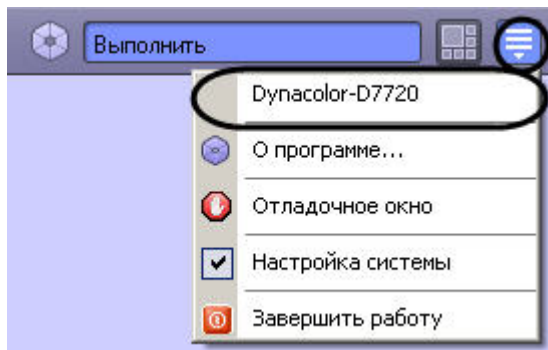 Выполнить
Dynacolor-D7720
О программе...
Отладочное окно
Настройка системы
Завершить работу